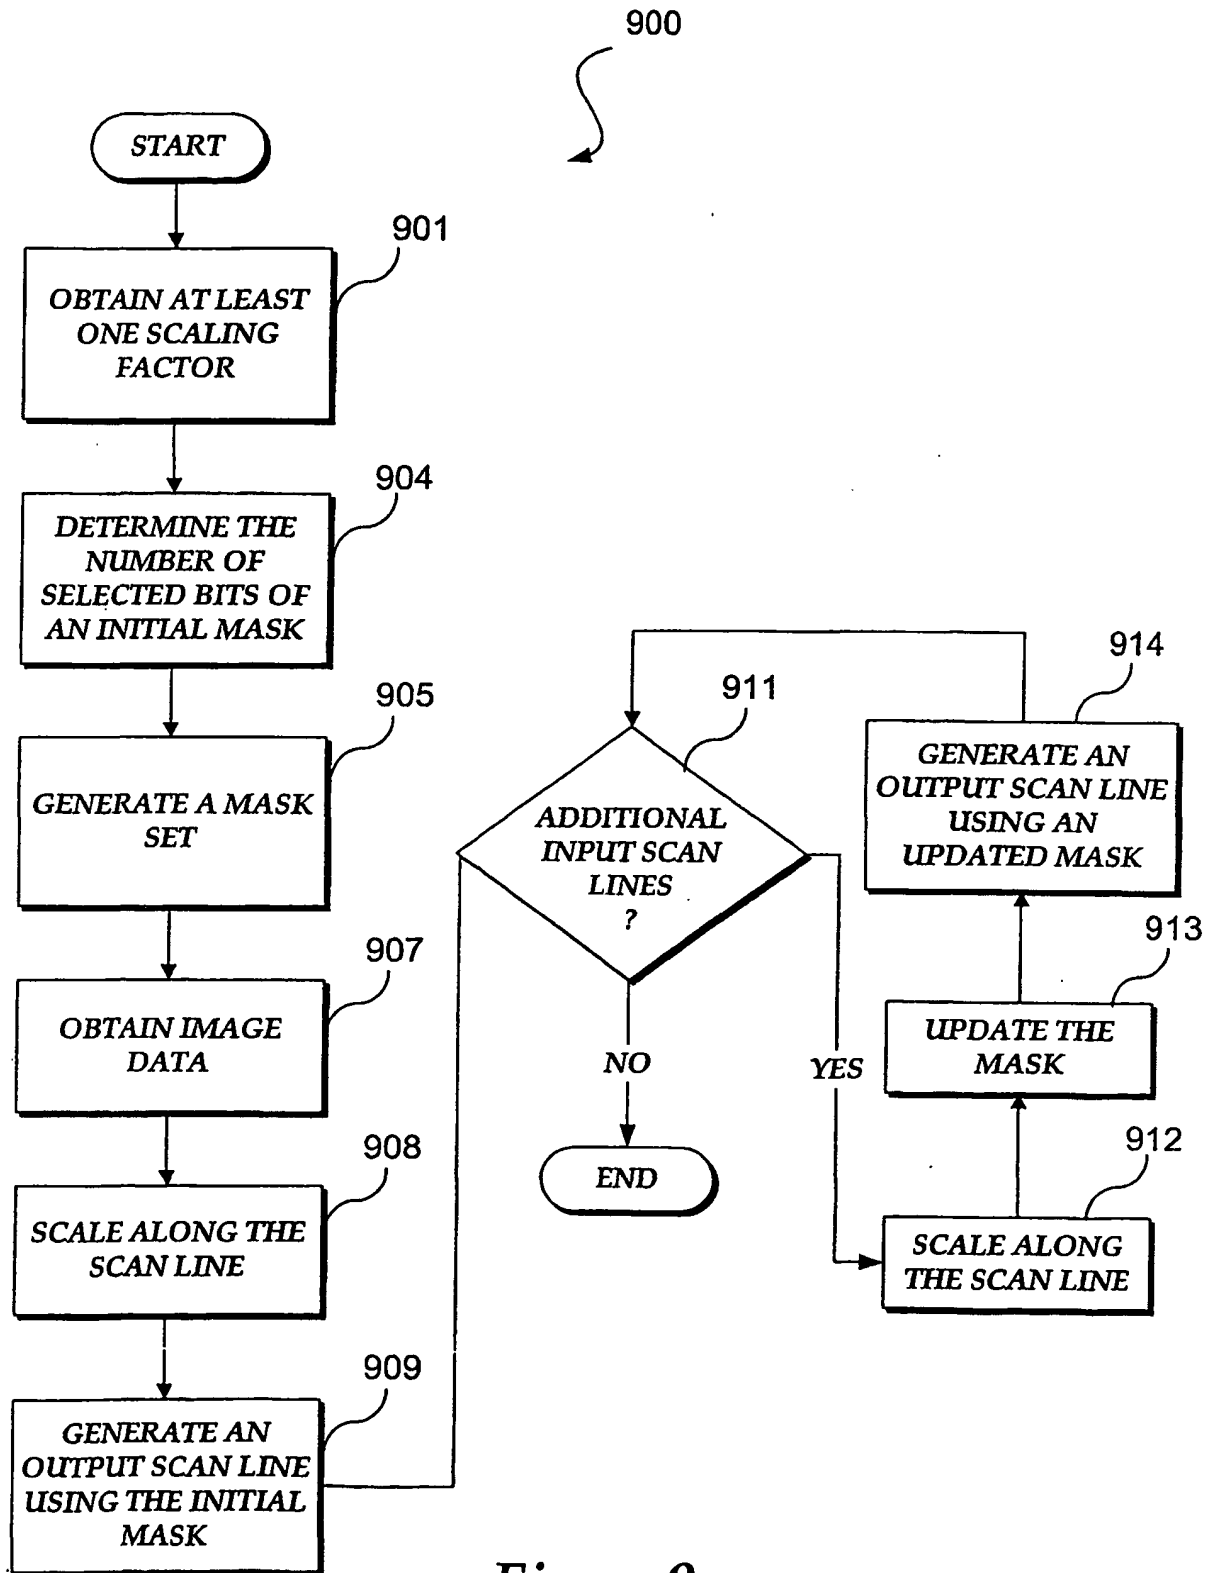 900
START
901
OBTAIN AT LEAST
ONE SCALING
FACTOR
904
DETERMINE THE
NUMBER OF
SELECTED BITS OF
AN INITIAL MASK
905
GENERATE A MASK
SET
907
OBTAIN IMAGE
DATA
908
SCALE ALONG THE
SCAN LINE
909
GENERATE AN
OUTPUT SCAN LINE
USING THE INITIAL
MASK
911
ADDITIONAL
INPUT SCAN
LINES
?
NO
END
YES
914
GENERATE AN
OUTPUT SCAN LINE
USING AN
UPDATED MASK
913
UPDATE THE
MASK
912
SCALE ALONG
THE SCAN LINE